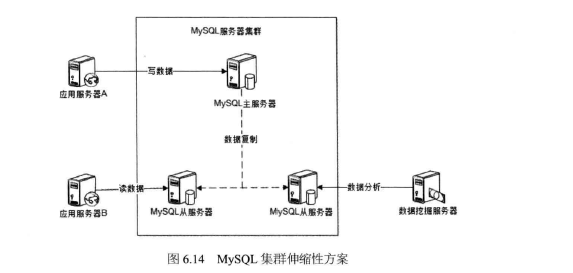 MySQL服务器集群
写数据
应用服务器A
MySQL主服务器
数据复制
读数据
数据分析
应用服务器B
MySQL从服务器
MySQL从服务器
数据挖掘服务器
图 6.14 MySQL 集群伸缩性方案